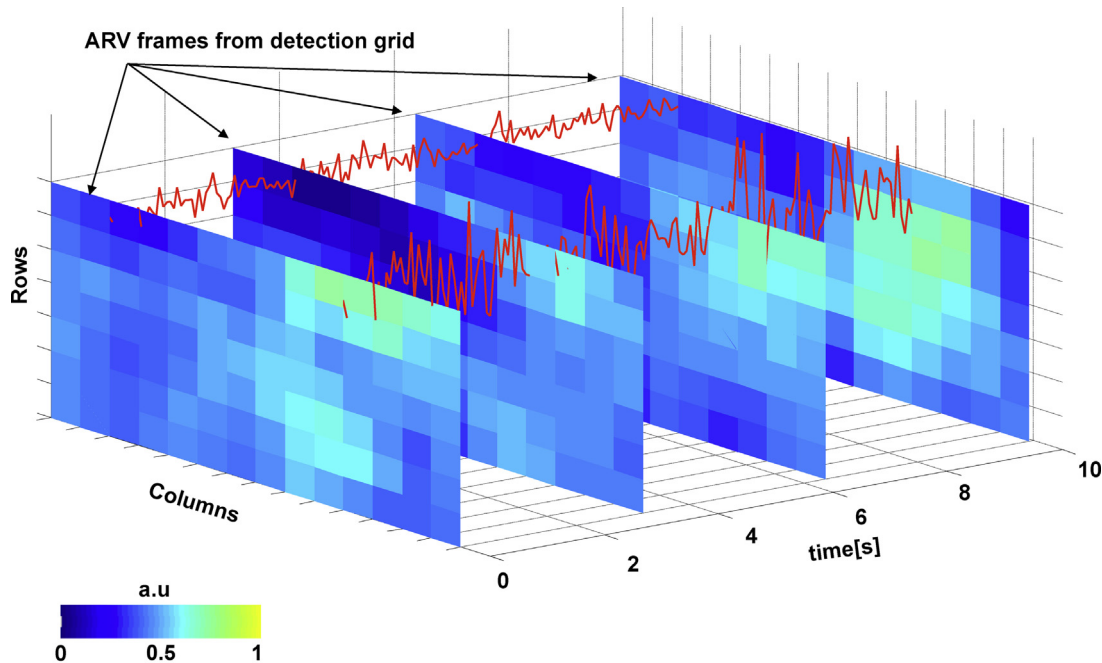 ARV frames from detection grid
Rows
Columns
0
2
4
6
8
10
time[s]
a.u
0
0.5
1